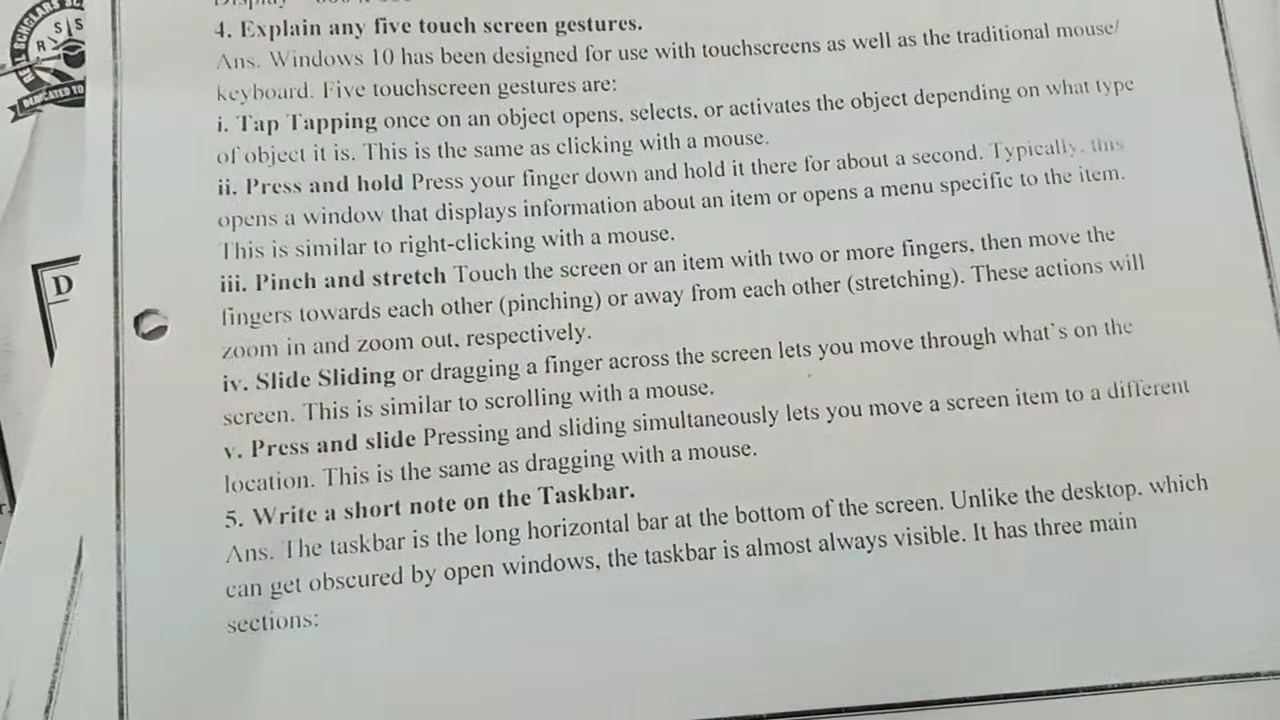 4. Explain any five touch screen gestures.
Ans. Windows 10 has been designed for use with touchscreens as well as the traditional mouse/
keyboard. Five touchscreen gestures are:
i. Tap Tapping once on an object opens, selects, or activates the object depending on what type
of object it is. This is the same as clicking with a mouse.
ii. Press and hold Press your finger down and hold it there for about a second. Typically, this
opens a window that displays information about an item or opens a menu specific to the item.
This is similar to right-clicking with a mouse.
iii. Pinch and stretch Touch the screen or an item with two or more fingers, then move the
fingers towards each other (pinching) or away from each other (stretching). These actions will
zoom in and zoom out, respectively.
iv. Slide Sliding or dragging a finger across the screen lets you move through what's on the
screen. This is similar to scrolling with a mouse.
v. Press and slide Pressing and sliding simultaneously lets you move a screen item to a different
location. This is the same as dragging with a mouse.
5. Write a short note on the Taskbar.
Ans. The taskbar is the long horizontal bar at the bottom of the screen. Unlike the desktop, which
can get obscured by open windows, the taskbar is almost always visible. It has three main
sections:
DEDICATED TO
R S S
D